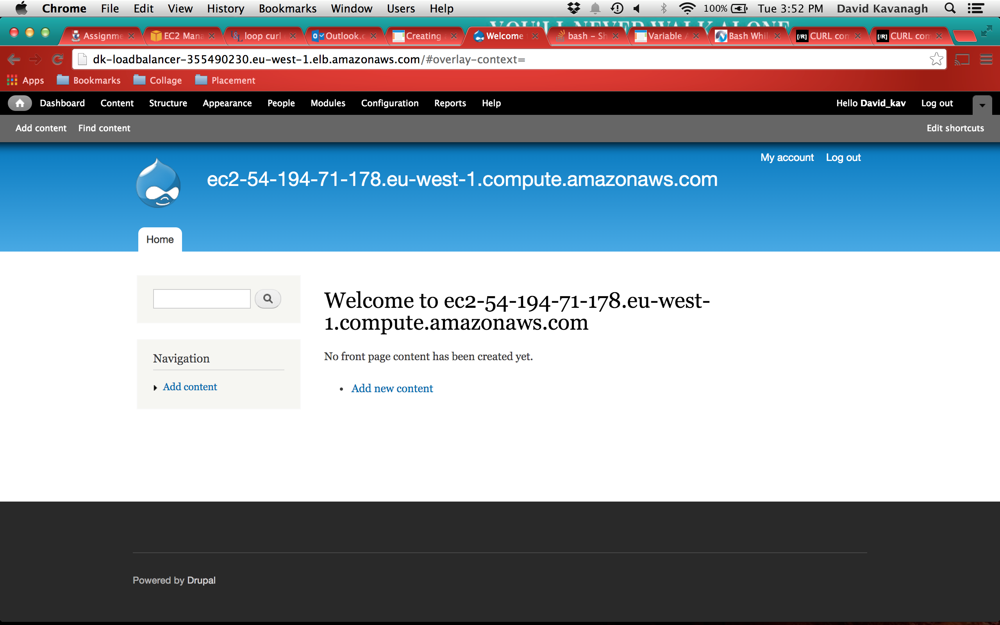 Chrome File Edit View History Bookmarks Window Users Help 100% Tue 3:52 PM David Kavanagh
YOU'LL NEVER WALK ALONE
Assignme EC2 Mana loop curl Outlook.c Creating Welcome bash – Sh Variable Bash Whil CURL com CURL com
dk-loadbalancer-355490230.eu-west-1.elb.amazonaws.com/#overlay-context=
Apps Bookmarks Collage Placement
Dashboard Content Structure Appearance People Modules Configuration Reports Help Hello David_kav Log out
Add content Find content Edit shortcuts
My account Log out
ec2-54-194-71-178.eu-west-1.compute.amazonaws.com
Home
Welcome to ec2-54-194-71-178.eu-west-
1.compute.amazonaws.com
Navigation
No front page content has been created yet.
Add content
Add new content
Powered by Drupal